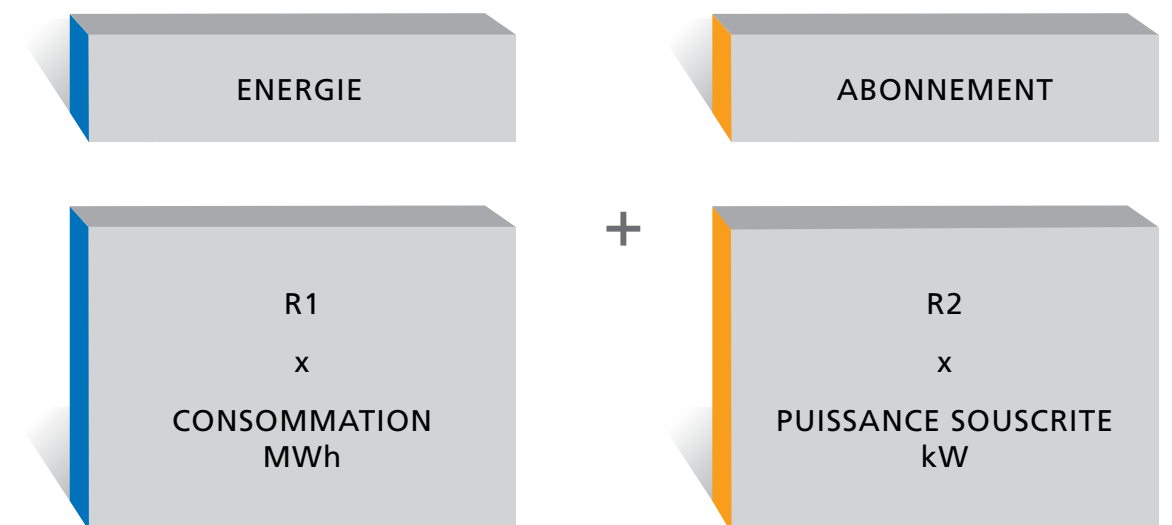 ENERGIE
ABONNEMENT
R1
x
CONSOMMATION
MWh
+
R2
x
PUISSANCE SOUSCRITE
kW